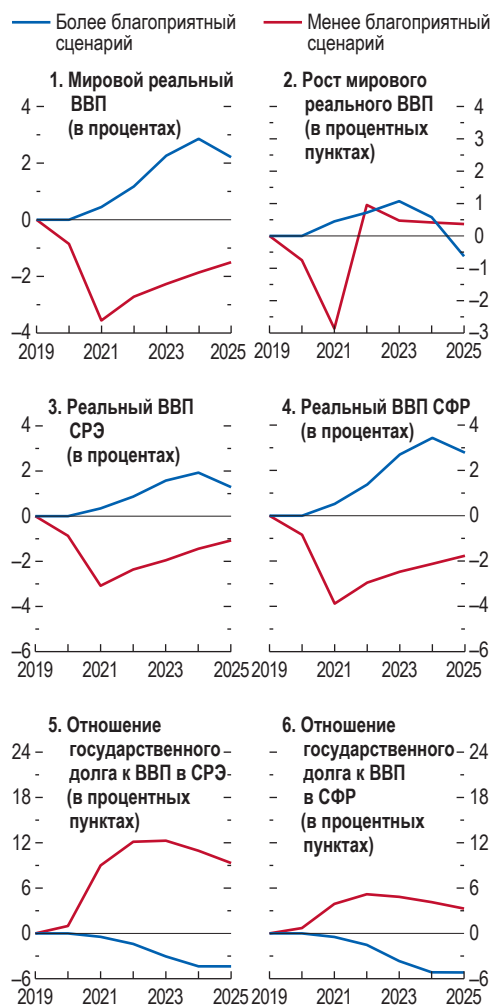 Более благоприятный
сценарий
Менее благоприятный
сценарий
1. Мировой реальный
ВВП
(в процентах)
4
2
0
–2
–4
2019 2021 2023 2025
2. Рост мирового
реального ВВП
(в процентных
пунктах)
4
3
2
1
0
–1
–2
–3
2019 2021 2023 2025
3. Реальный ВВП
СРЭ
(в процентах)
4
2
0
–2
–4
–6
2019 2021 2023 2025
4. Реальный ВВП СФР
(в процентах)
4
2
0
–2
–4
–6
2019 2021 2023 2025
5. Отношение
государственного
долга к ВВП в СРЭ
(в процентных
пунктах)
24
18
12
6
0
–6
2019 2021 2023 2025
6. Отношение
государственного
долга к ВВП
в СФР
(в процентных
пунктах)
24
18
12
6
0
–6
2019 2021 2023 2025